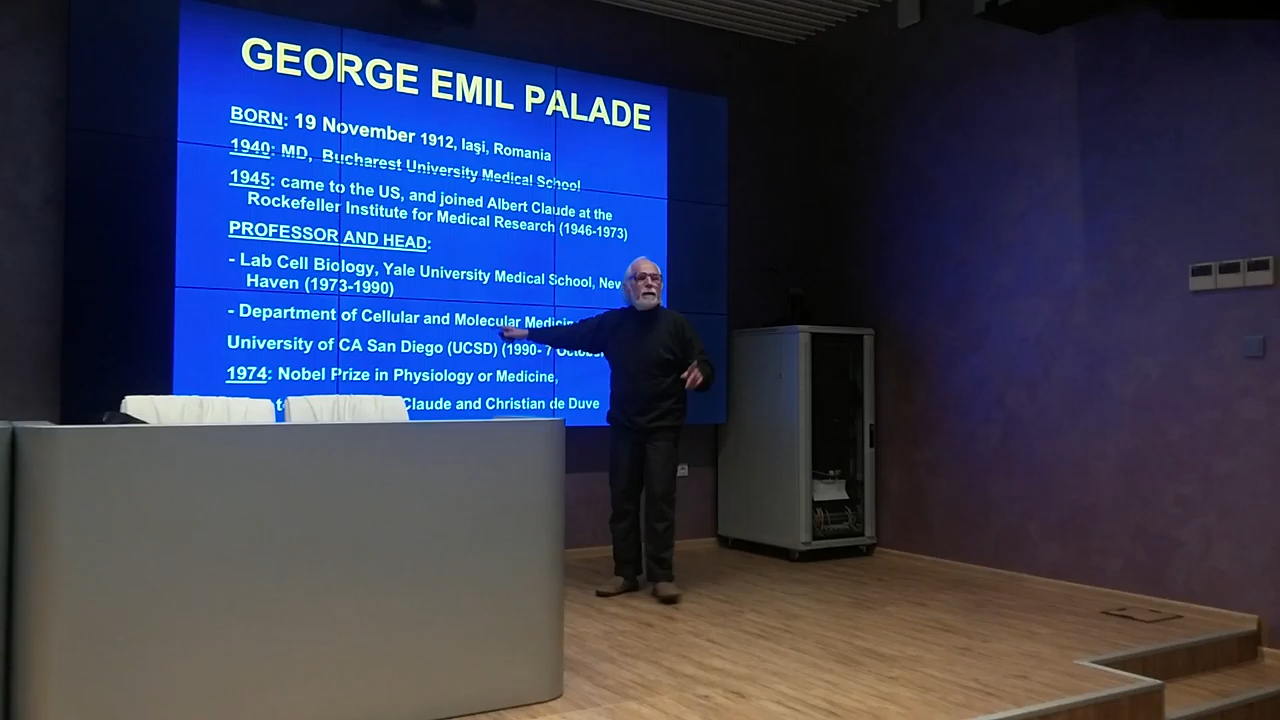 GEORGE EMIL PALADE
BORN: 19 November 1912, Iaşi, Romania
1940: MD, Bucharest University Medical School
1945: came to the US, and joined Albert Claude at the
Rockefeller Institute for Medical Research (1946-1973)
PROFESSOR AND HEAD:
- Lab Cell Biology, Yale University Medical School, New
Haven (1973-1990)
- Department of Cellular and Molecular
University of CA San Diego (UCSD) (1990- 7
1974: Nobel Prize in Physiology or Medicine,
Claude and Christian de Duve